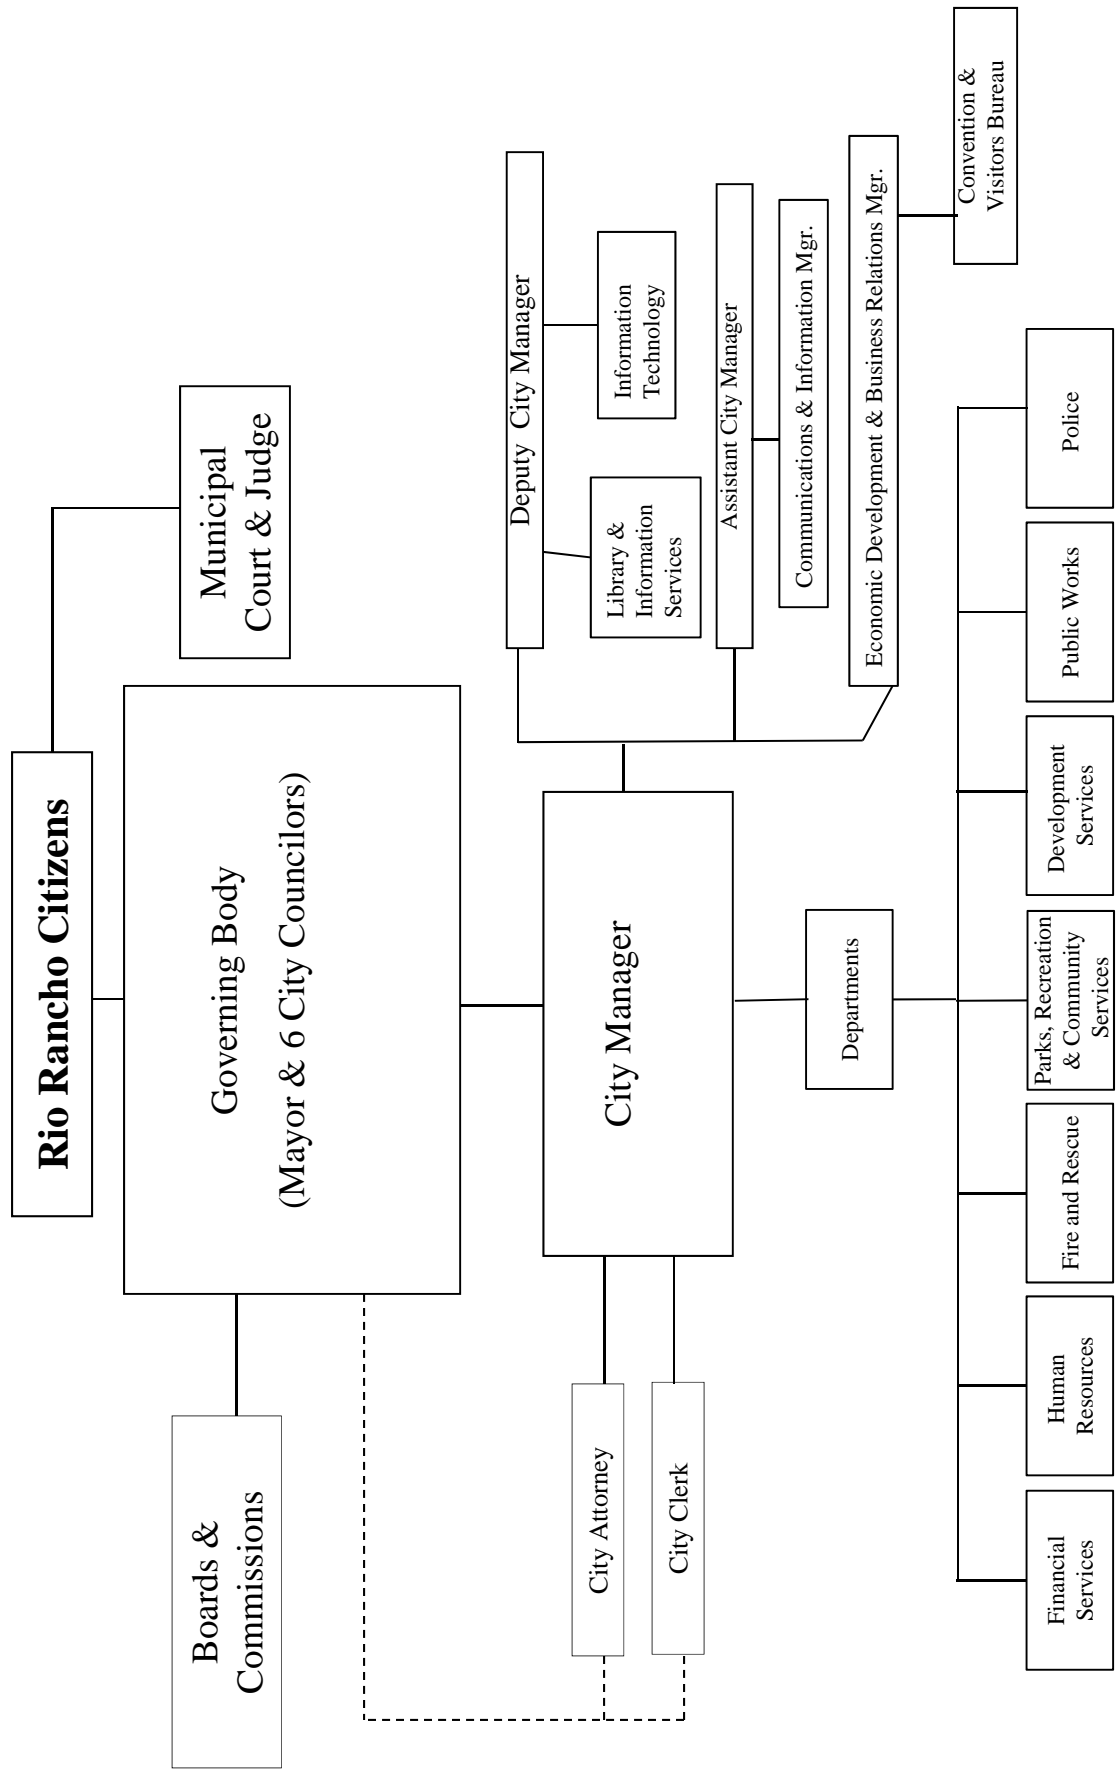 Rio Rancho Citizens
Municipal
Court & Judge
Governing Body
(Mayor & 6 City Councilors)
Boards &
Commissions
City Manager
City Attorney
City Clerk
Deputy City Manager
Library &
Information
Services
Information
Technology
Assistant City Manager
Communications & Information Mgr.
Economic Development & Business Relations Mgr.
Convention &
Visitors Bureau
Departments
Financial
Services
Human
Resources
Fire and Rescue
Parks, Recreation
& Community
Services
Development
Services
Public Works
Police